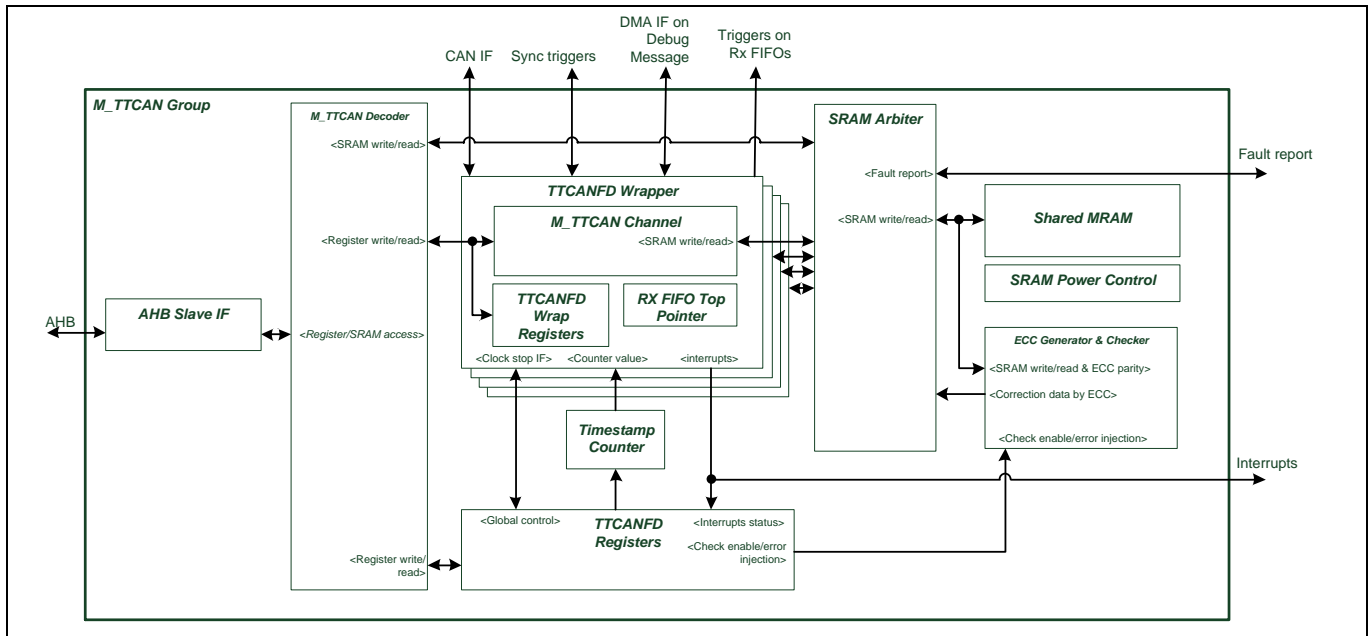 DMA IF on
Debug
Message
Triggers on
Rx FIFOs
CAN IF
Sync triggers
M_TTCAN Group
M_TTCAN Decoder
<SRAM write/read>
SRAM Arbiter
Fault report
<Fault report>
TTCANFD Wrapper
M_TTCAN Channel
<SRAM write/read>
<Register write/read>
<SRAM write/read>
Shared MRAM
SRAM Power Control
TTCANFD
Wrap
Registers
RX FIFO Top
Pointer
AHB
AHB Slave IF
<Register/SRAM access>
<Clock stop IF>
<Counter value>
<interrupts>
ECC Generator & Checker
<SRAM write/read & ECC parity>
<Correction data by ECC>
<Check enable/error injection>
Timestamp
Counter
Interrupts
<Global control>
TTCANFD
Registers
<Interrupts status>
<Check enable/error
injection>
<Register write/
read>